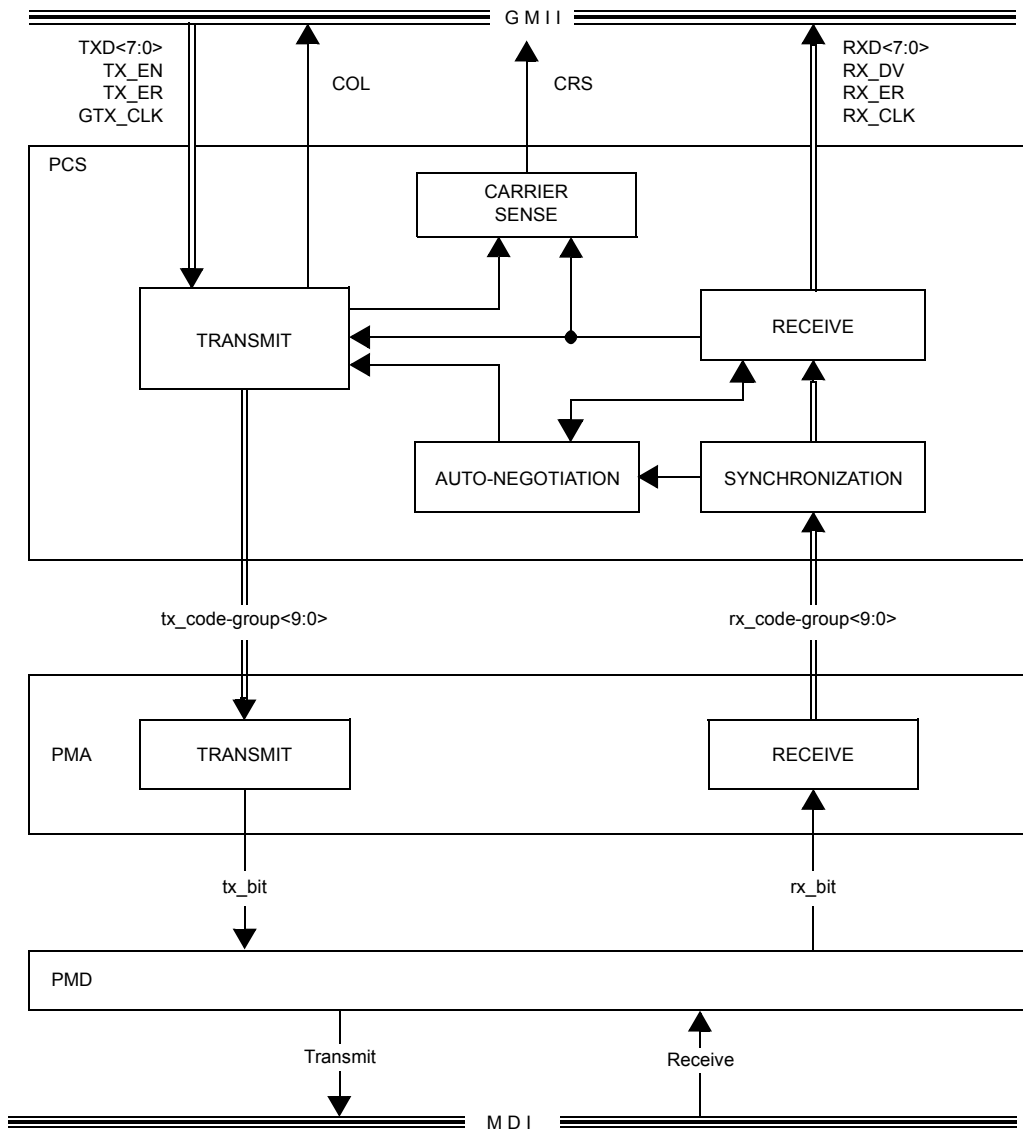 G M I I
TXD<7:0>
TX_EN
TX_ER
GTX_CLK
COL
CRS
RXD<7:0>
RX_DV
RX_ER
RX_CLK
PCS
CARRIER
SENSE
TRANSMIT
RECEIVE
AUTO-NEGOTIATION
SYNCHRONIZATION
tx_code-group<9:0>
rx_code-group<9:0>
PMA
TRANSMIT
RECEIVE
tx_bit
rx_bit
PMD
Transmit
Receive
M D I